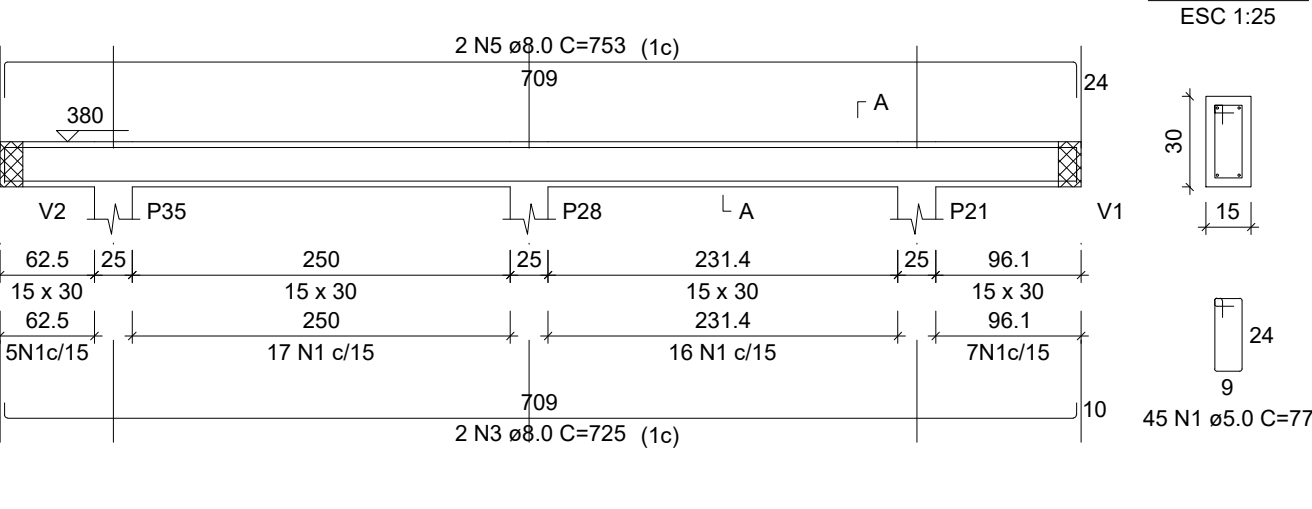 ESC 1:25
2 N5 ø8.0 C=753 (1c)
709
24
A
380
30
V2
P35
P28
A
P21
V1
15
62.5 25 250 25 231.4 25 96.1
15 x 30 15 x 30 15 x 30 15 x 30
62.5 250 231.4 96.1
5N1c/15 17 N1 c/15 16 N1 c/15 7N1c/15
24
9
709
10
45 N1 ø5.0 C=77
2 N3 ø8.0 C=725 (1c)